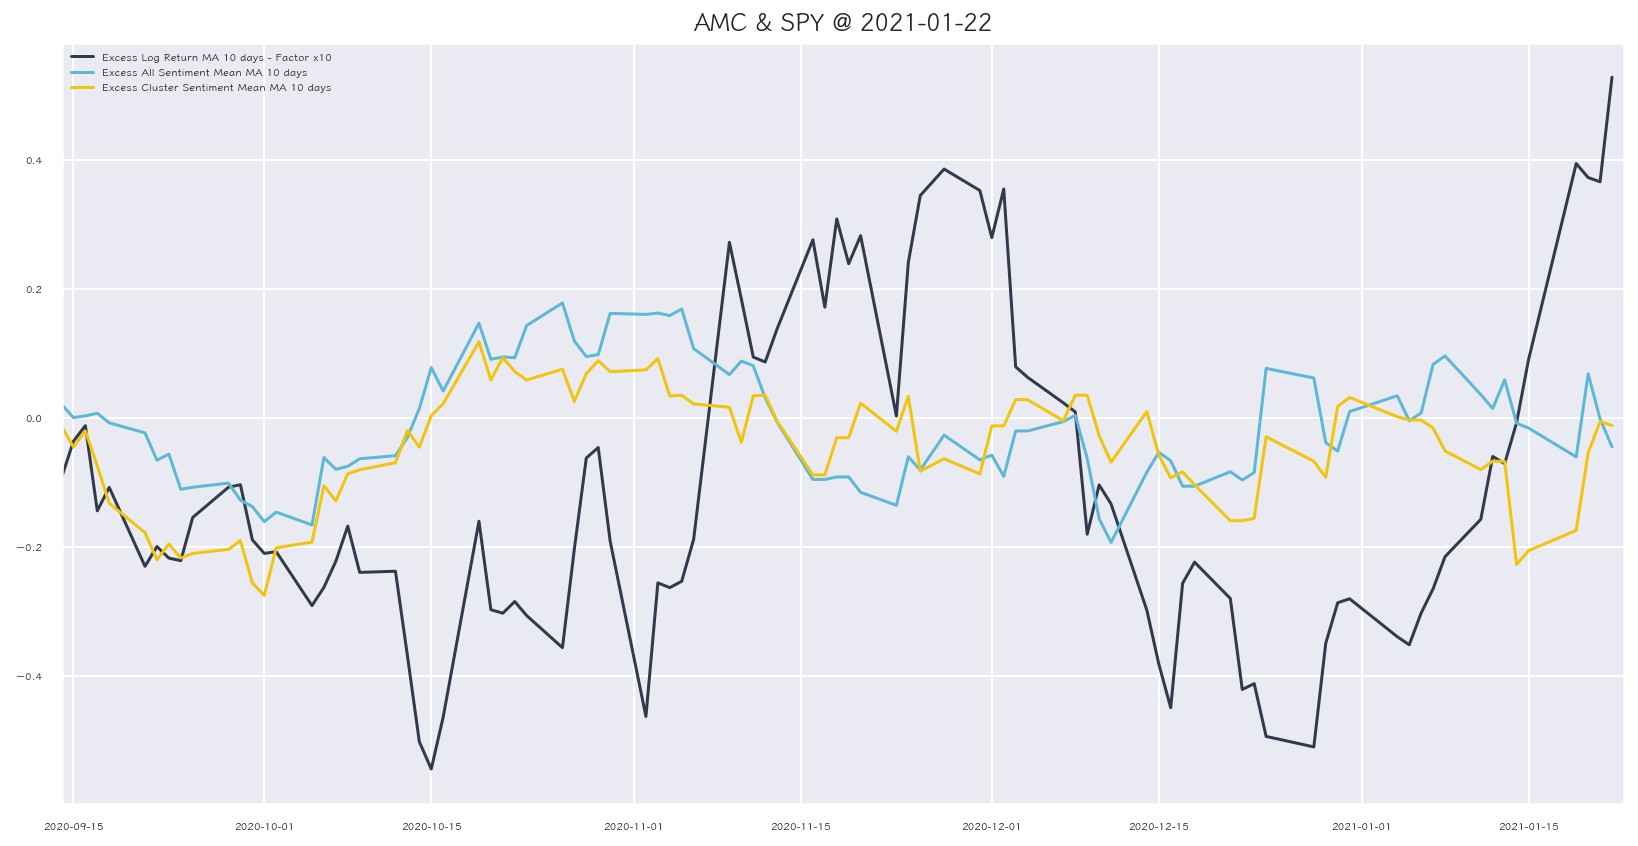 AMC & SPY @ 2021-01-22
Excess Log Return MA 10 days - Factor x10
Excess All Sentiment Mean MA 10 days
Excess Cluster Sentiment Mean MA 10 days
0.4
0.2
0.0
−0.2
−0.4
2020-09-15 2020-10-01 2020-10-15 2020-11-01 2020-11-15 2020-12-01 2020-12-15 2021-01-01 2021-01-15